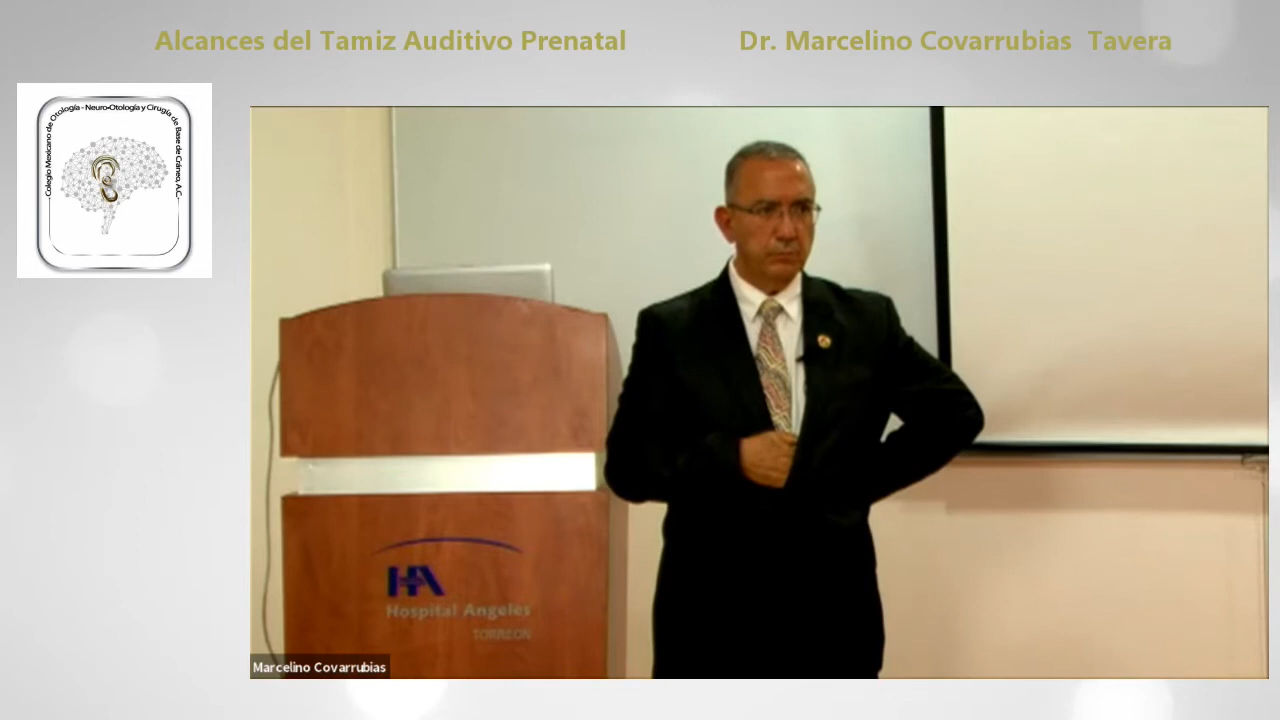 Alcances del Tamiz Auditivo Prenatal
Dr. Marcelino Covarrubias Tavera
Colegio Mexicano de Otología - Neuro-Otología y Cirugía de Base de Cráneo, A.C.
HA
Hospital Angeles
TORREON
Marcelino Covarrubias